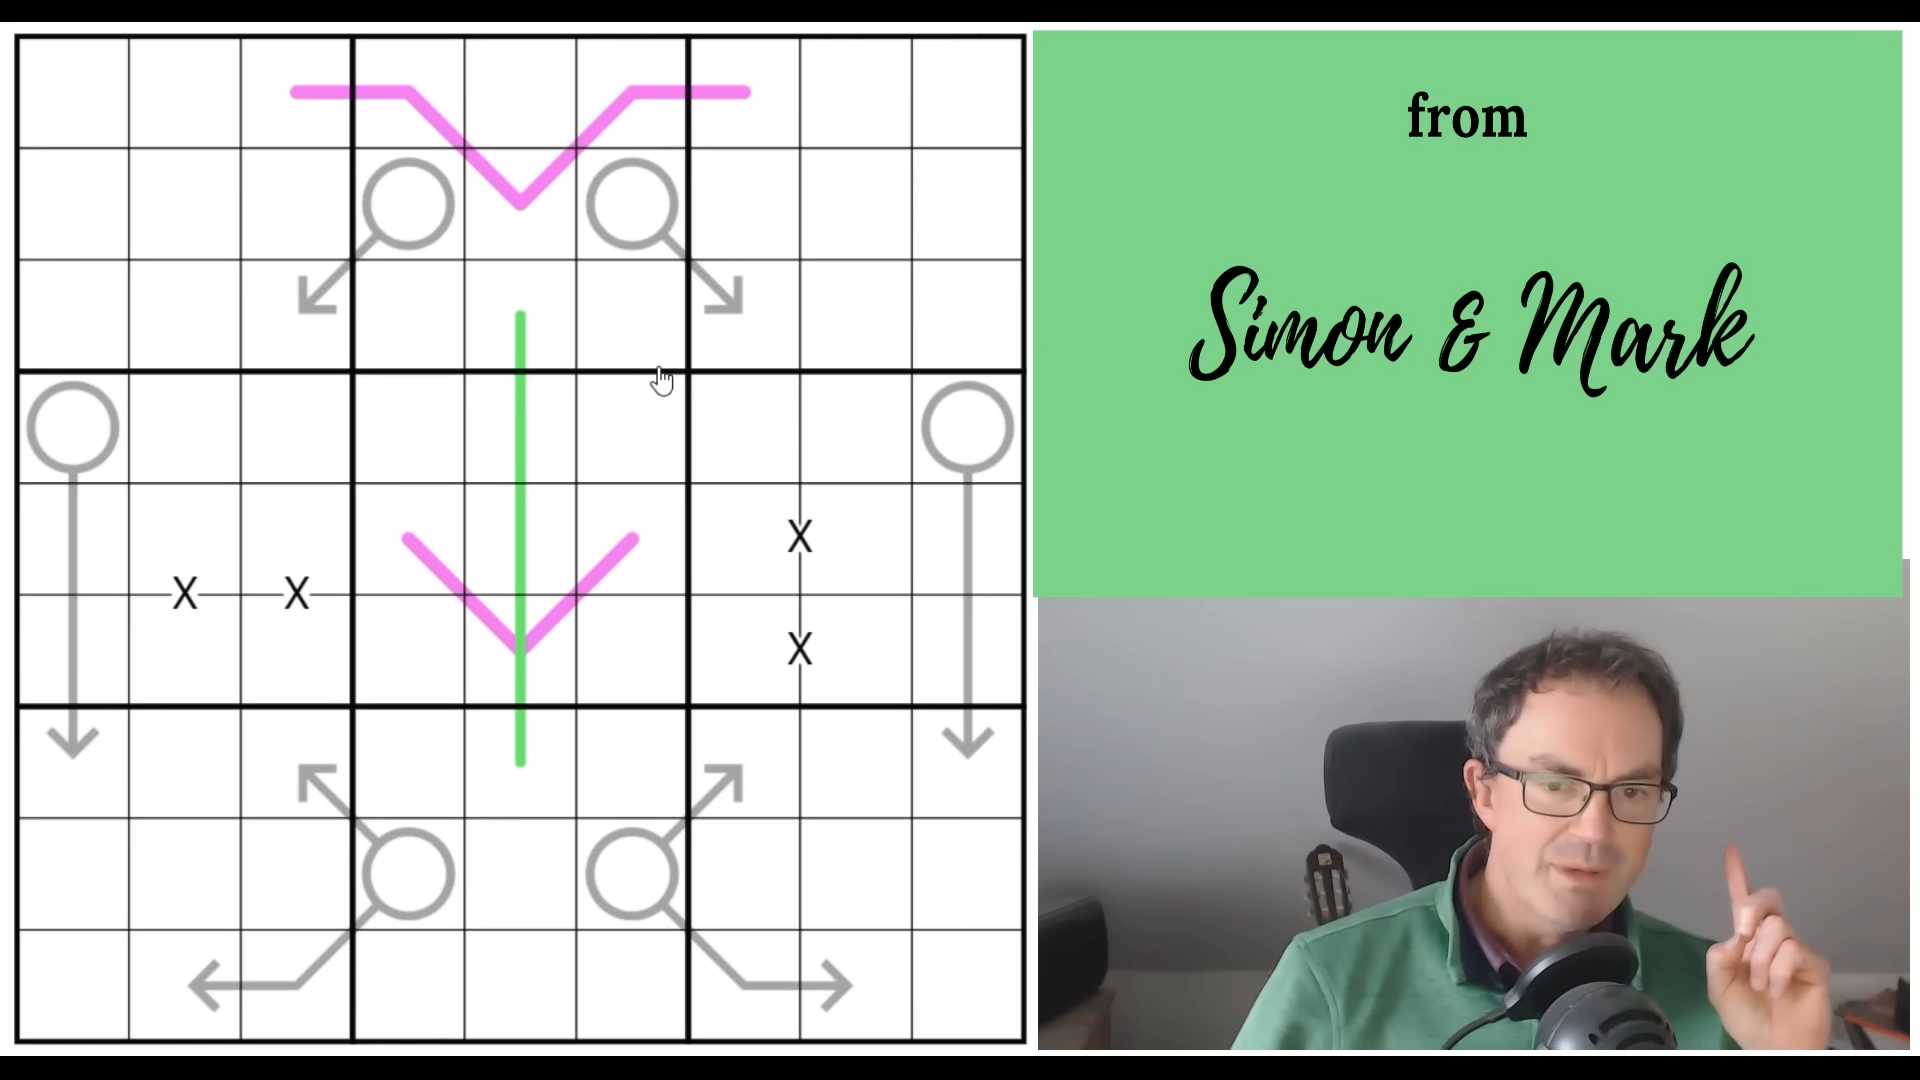 from
Simon & Mark
X
X X
X